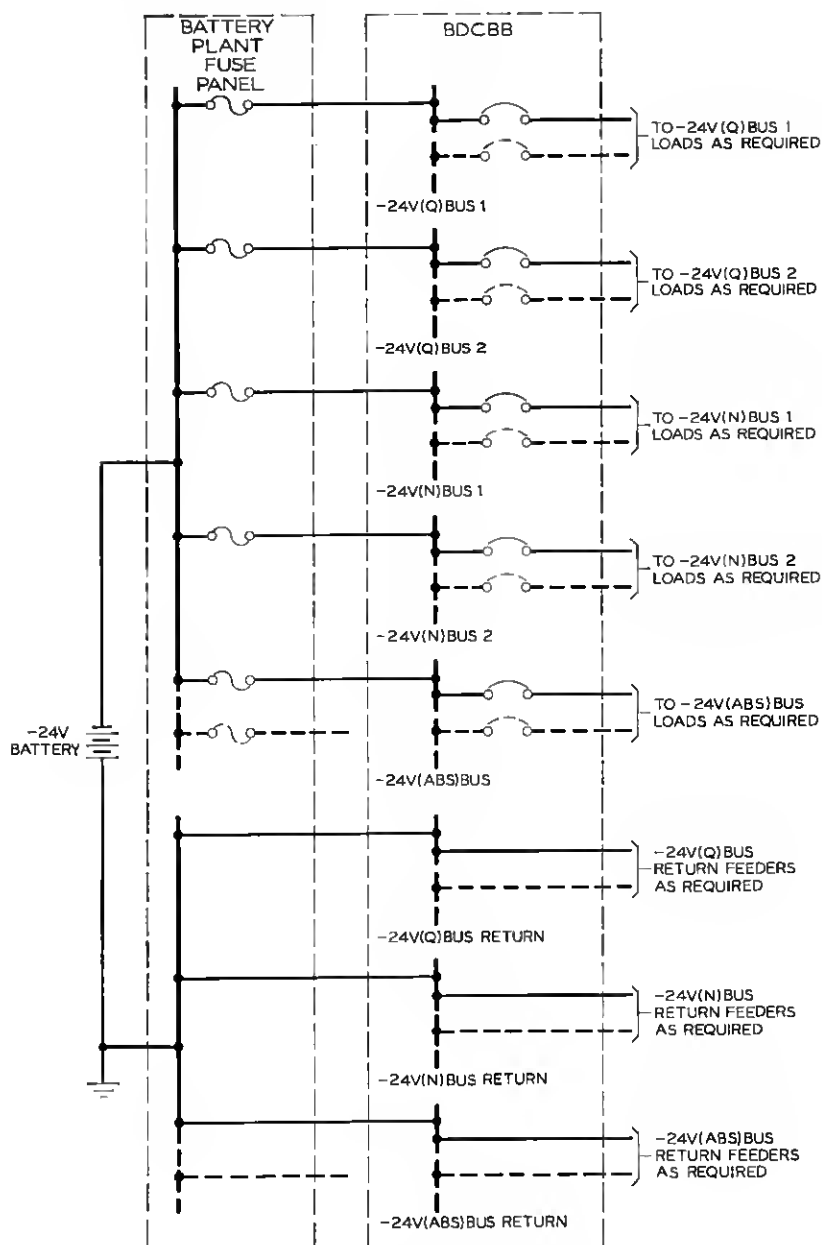 BATTERY
PLANT
FUSE
PANEL
BDCBB
TO -24V(Q)BUS 1
LOADS AS REQUIRED
-24V(Q)BUS 1
TO -24V(Q)BUS 2
LOADS AS REQUIRED
-24V(Q)BUS 2
TO -24V(N)BUS 1
LOADS AS REQUIRED
-24V(N)BUS 1
TO -24V(N)BUS 2
LOADS AS REQUIRED
-24V(N)BUS 2
TO -24V(ABS)BUS
LOADS AS REQUIRED
-24V
BATTERY
-24V(ABS)BUS
-24V(Q)BUS
RETURN FEEDERS
AS REQUIRED
-24V(Q)BUS RETURN
-24V(N)BUS
RETURN FEEDERS
AS REQUIRED
-24V(N)BUS RETURN
-24V(ABS)BUS
RETURN FEEDERS
AS REQUIRED
-24V(ABS)BUS RETURN